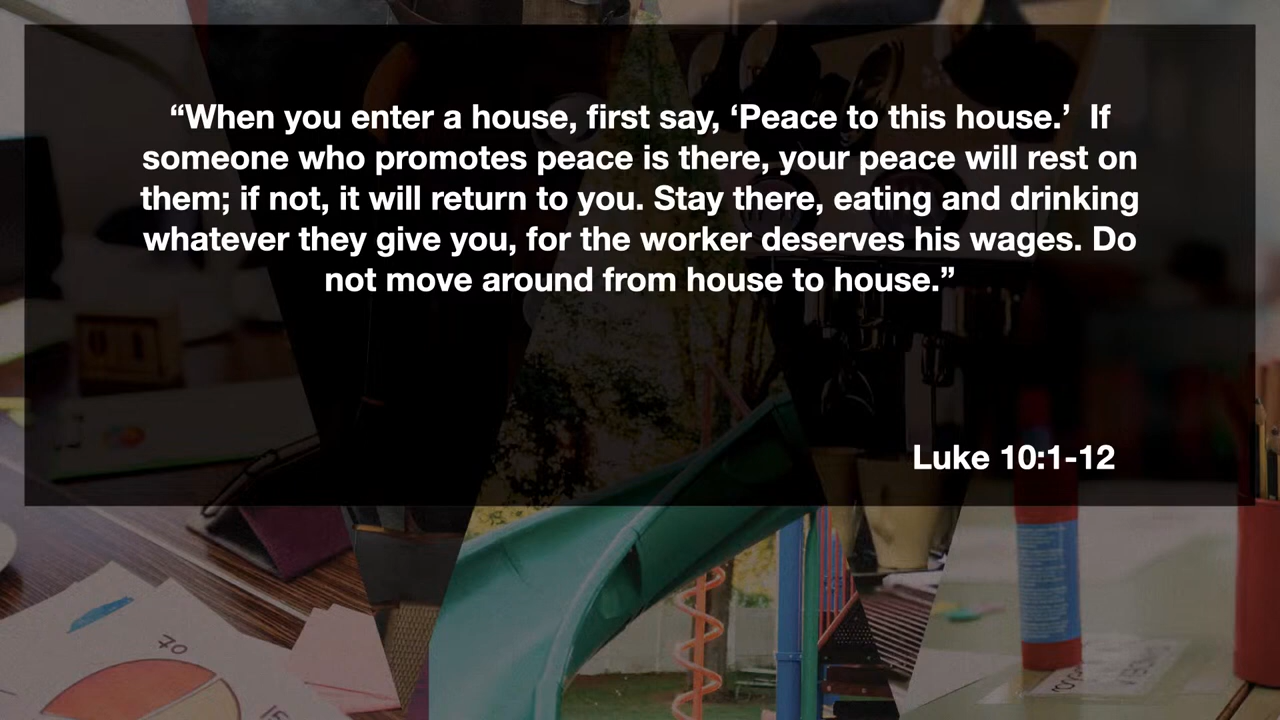 “When you enter a house, first say, ‘Peace to this house.’  If
someone who promotes peace is there, your peace will rest on
them; if not, it will return to you. Stay there, eating and drinking
whatever they give you, for the worker deserves his wages. Do
not move around from house to house.”
Luke 10:1-12
70